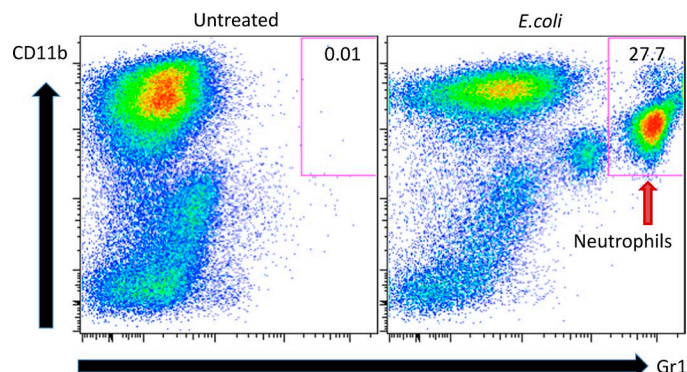 Untreated
E.coli
CD11b
0.01
27.7
Neutrophils
Gr1